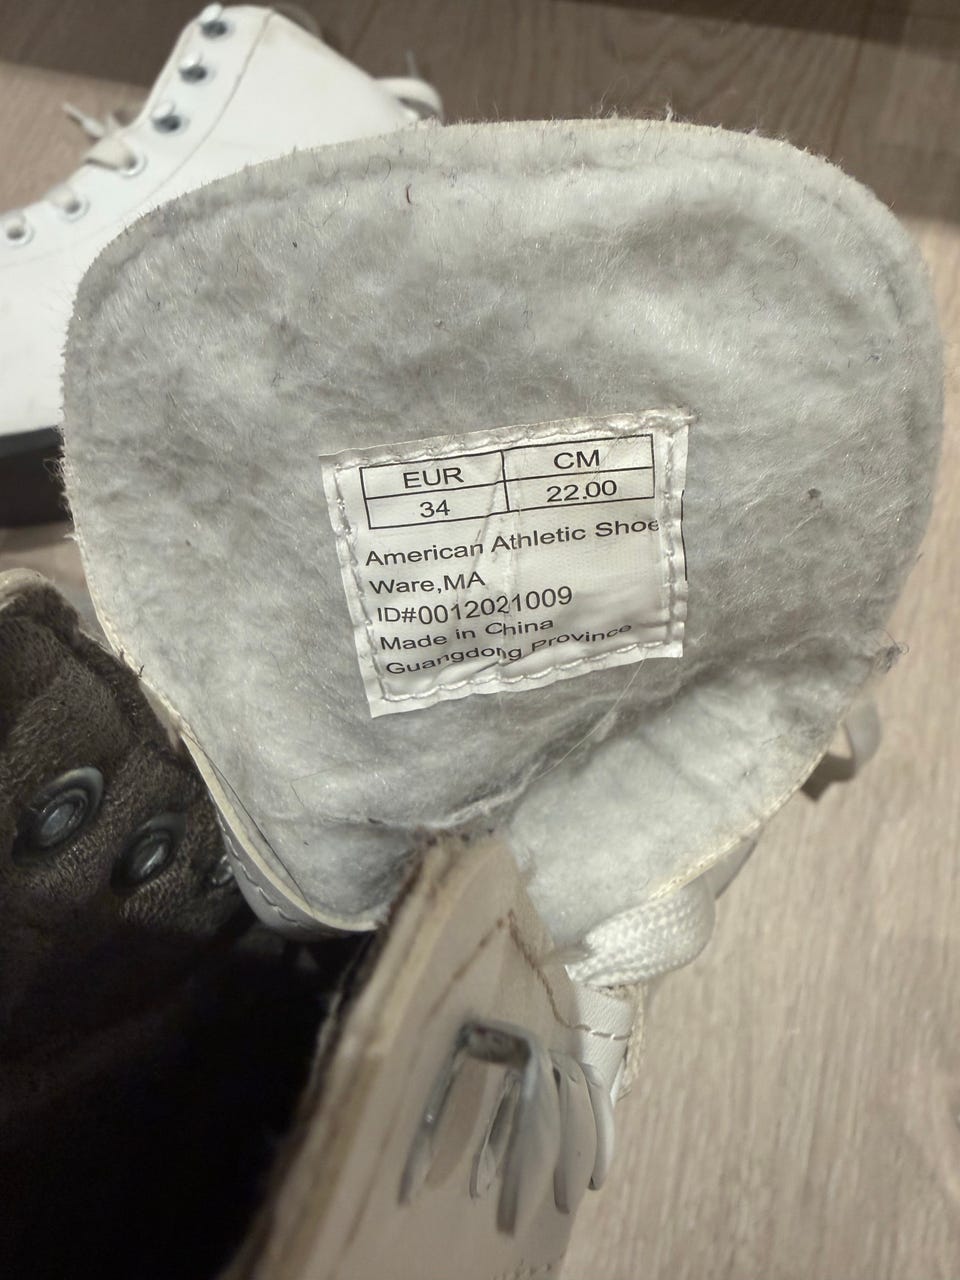 EUR CM
34 22.00
American Athletic Shoe
Ware,MA
ID#0012021009
Made in China
Guangdong Province